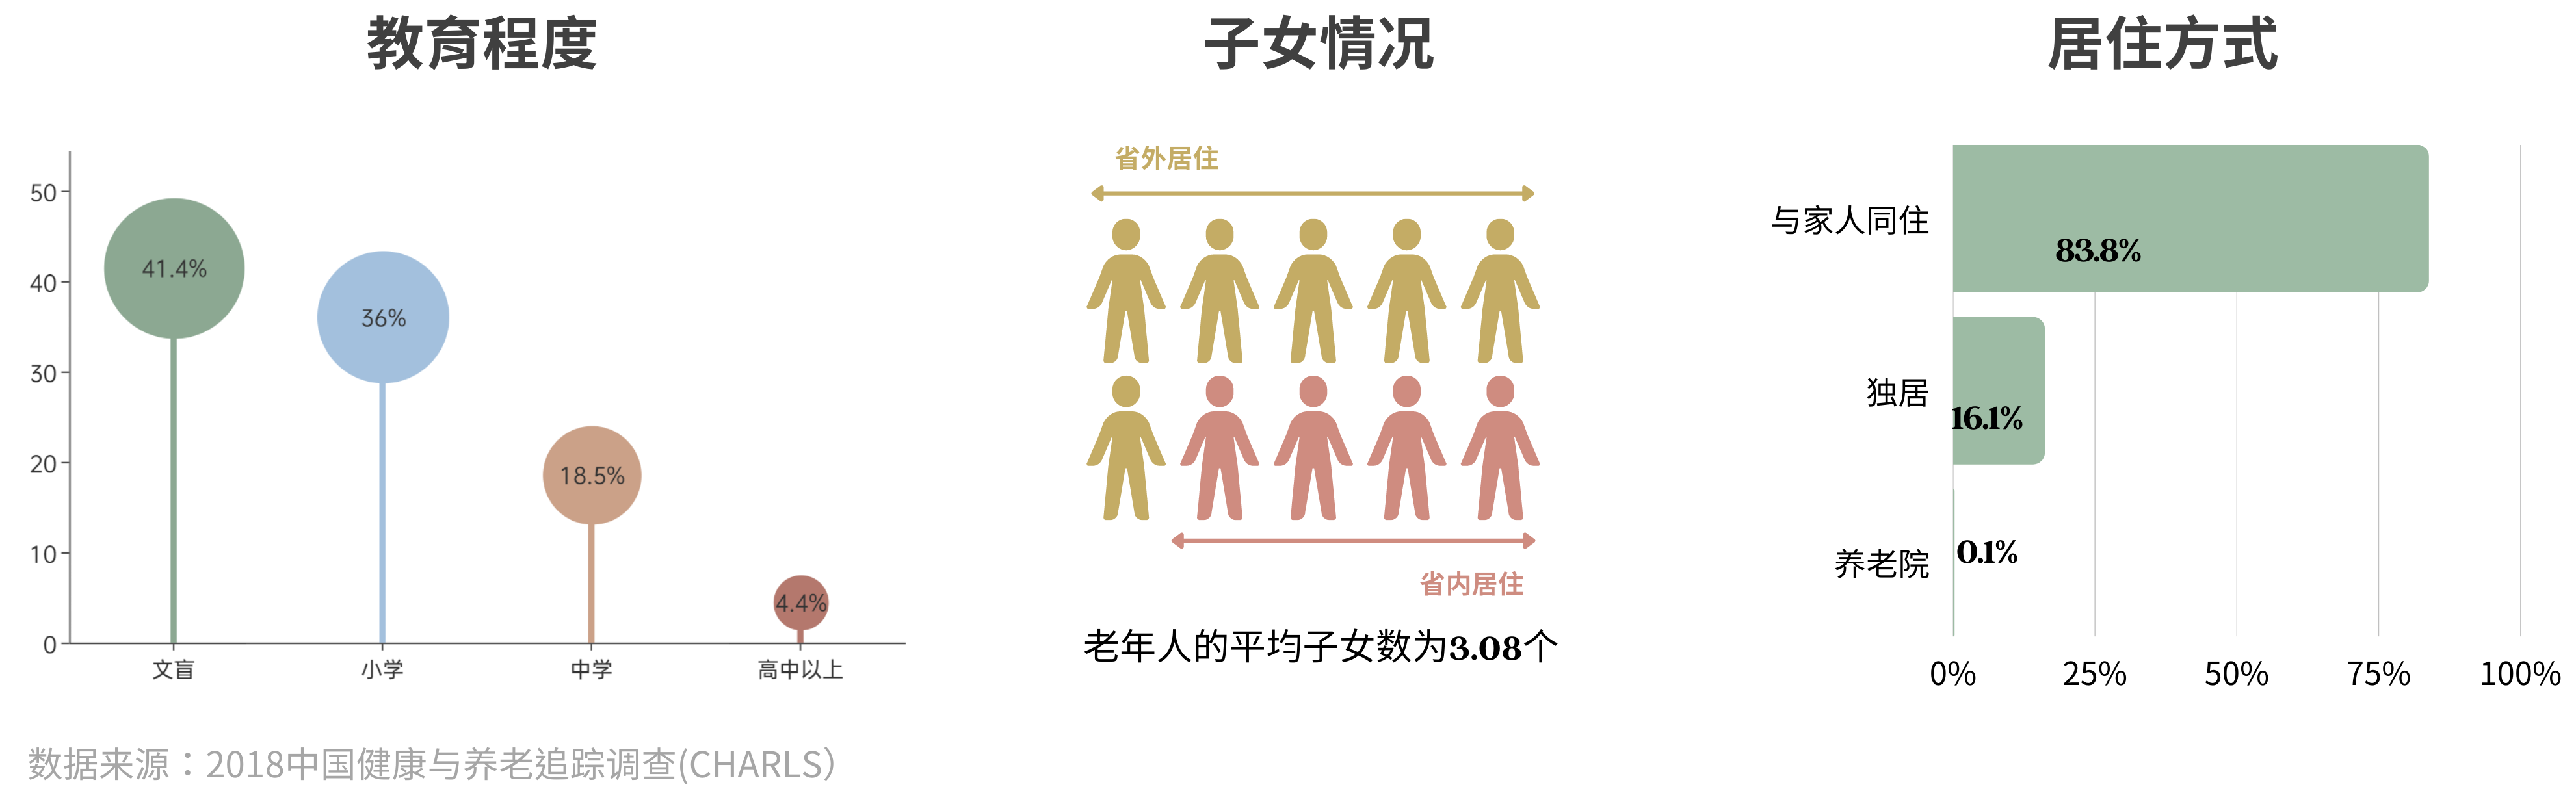 教育程度
50
40
30
20
10
0
41.4%
36%
18.5%
4.4%
文盲
小学
中学
高中以上
子女情况
省外居住
省内居住
老年人的平均子女数为3.08个
居住方式
与家人同住
83.8%
独居
16.1%
养老院
0.1%
0%
25%
50%
75%
100%
数据来源：2018中国健康与养老追踪调查(CHARLS）